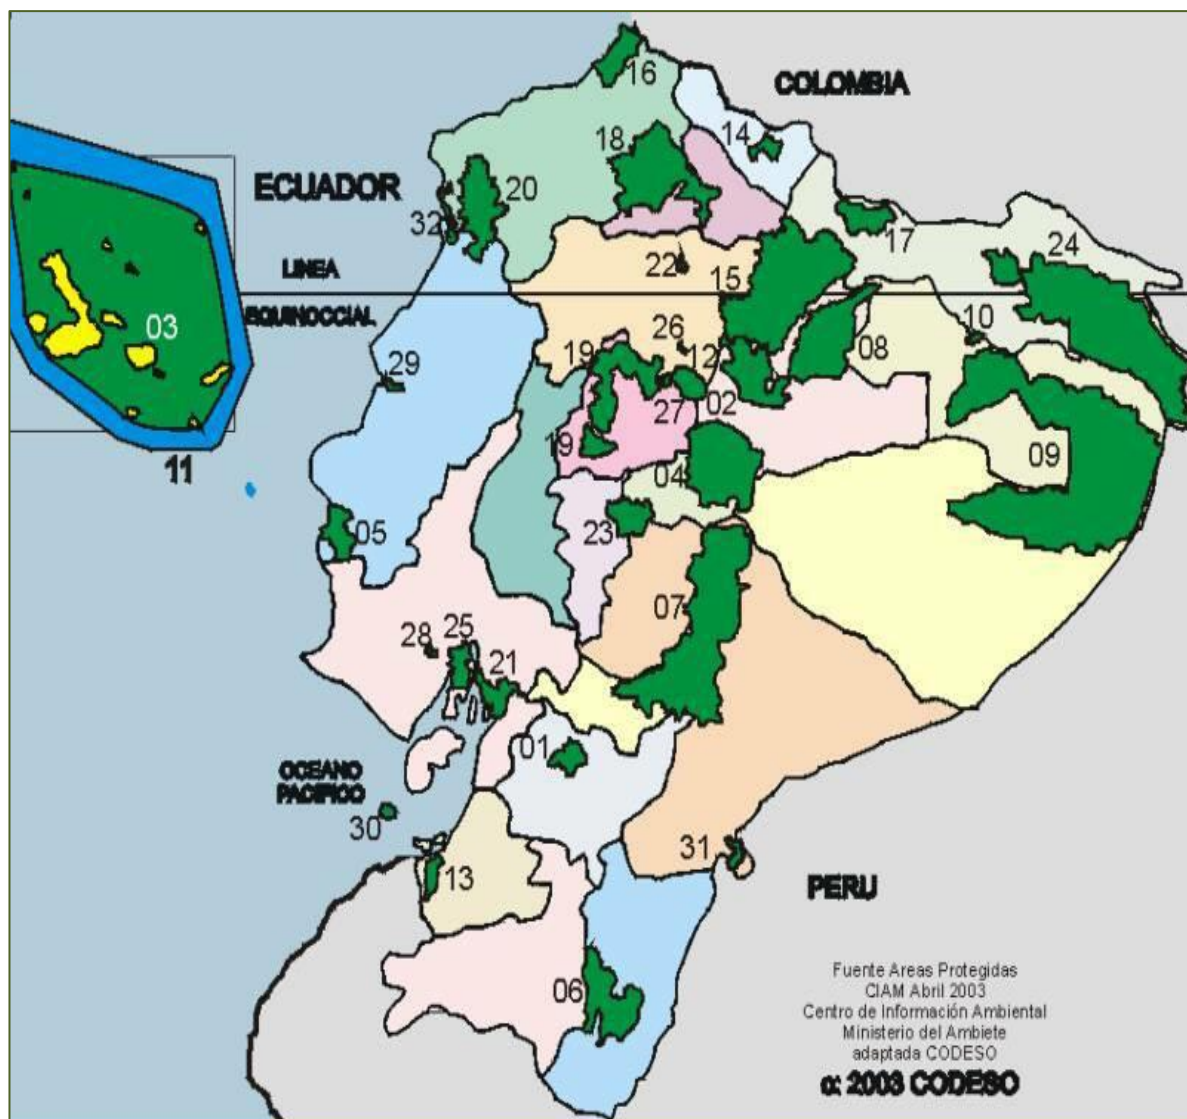 16
COLOMBIA
18
14
ECUADOR
20
32
17
24
LINEA
22
15
EQUINOCCIAL
03
10
26
08
29
19
12
27
02
11
19
04
09
05
23
07
28
25
21
01
OCEANO
PACIFICO
30
31
13
PERU
06
Fuente Areas Protegidas
CIAM Abril 2003
Centro de Información Ambiental
Ministerio del Ambiete
adaptada CODESO
α: 2003 CODESO